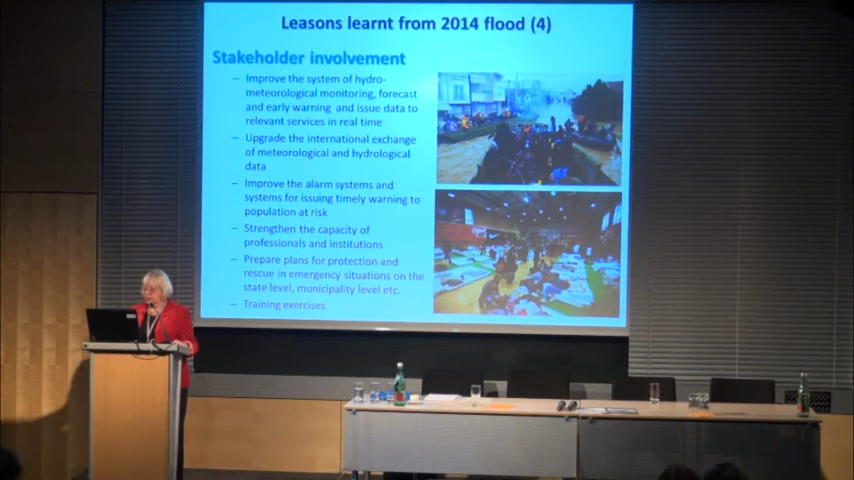 Leasons learnt from 2014 flood (4)
Stakeholder involvement
– Improve the system of hydro-
meteorological monitoring, forecast
and early warning and issue data to
relevant services in real time
– Upgrade the international exchange
of meteorological and hydrological
data
– Improve the alarm systems and
systems for issuing timely warning to
population at risk
– Strengthen the capacity of
professionals and institutions
– Prepare plans for protection and
rescue in emergency situations on the
state level, municipality level etc.
– Training exercises